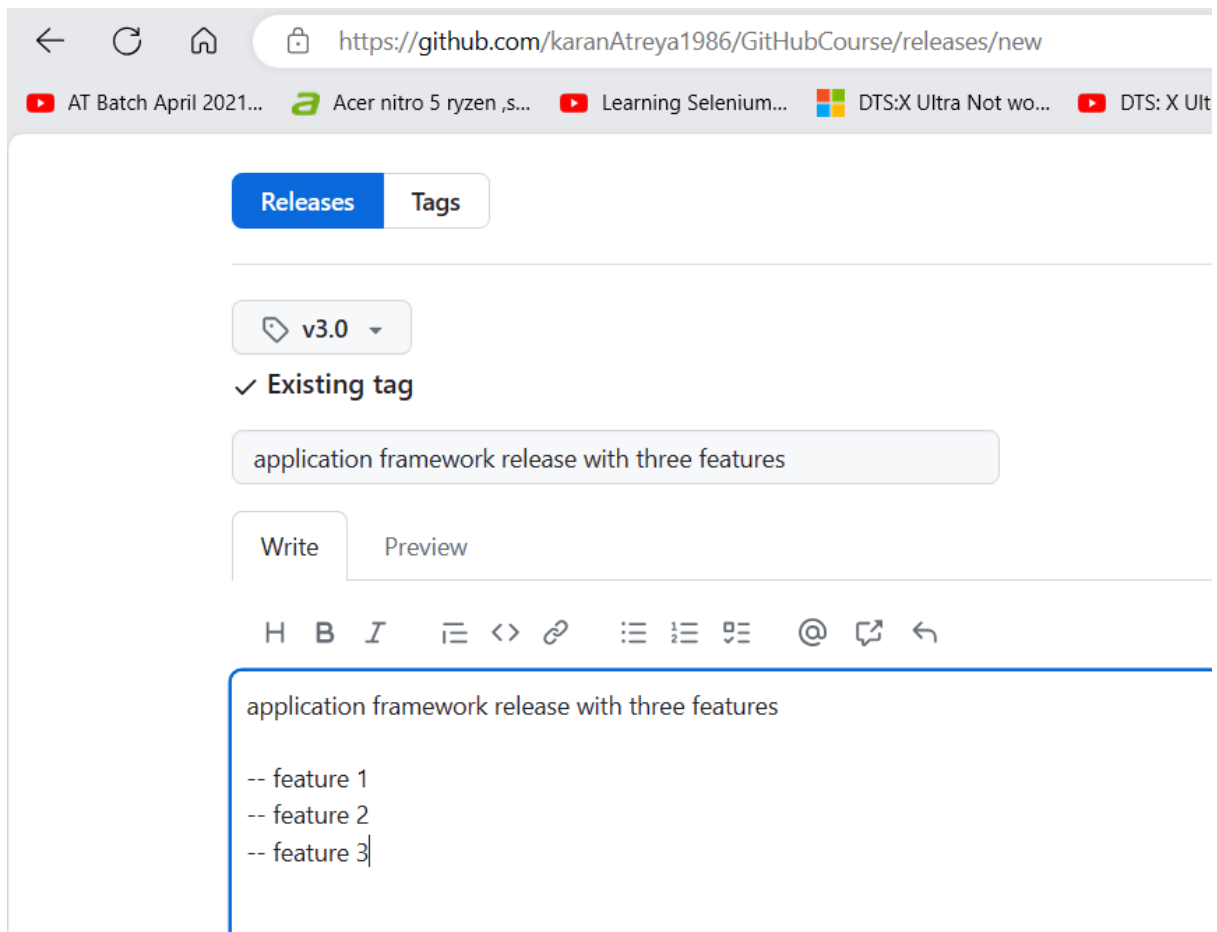 https://github.com/karanAtreya1986/GitHubCourse/releases/new
AT Batch April 2021... Acer nitro 5 ryzen ,s... Learning Selenium... DTS:X Ultra Not wo... DTS: X Ult
Releases Tags
v3.0
Existing tag
application framework release with three features
Write Preview
H B I
application framework release with three features
-- feature 1
-- feature 2
-- feature 3